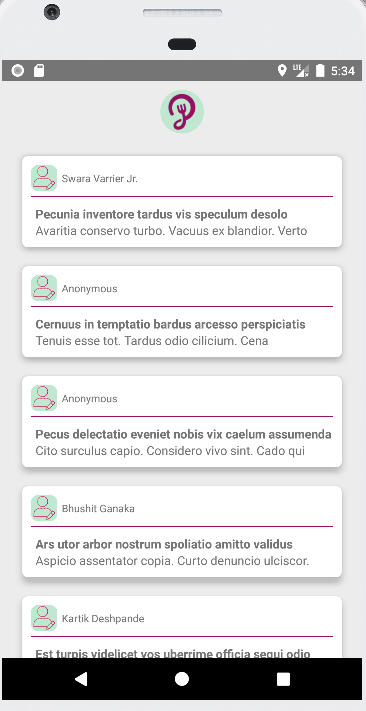 LTE 5:34
Swara Varrier Jr.
Pecunia inventore tardus vis speculum desolo
Avaritia conservo turbo. Vacuus ex blandior. Verto
Anonymous
Cernuus in temptatio bardus arcesso perspiciatis
Tenuis esse tot. Tardus odio cilicium. Cena
Anonymous
Pecus delectatio eveniet nobis vix caelum assumenda
Cito surculus capio. Considero vivo sint. Cado qui
Bhushit Ganaka
Ars utor arbor nostrum spoliatio amitto validus
Aspicio assentator copia. Curto denuncio ulciscor.
Kartik Deshpande
Est turpis videlicet vos uberrime officia sequi odio